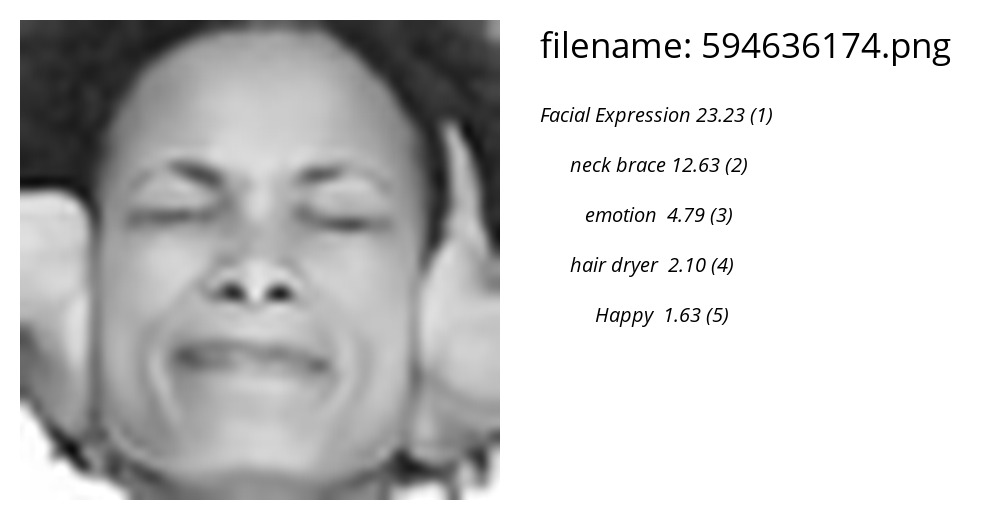 filename: 594636174.png
Facial Expression 23.23 (1)
neck brace 12.63 (2)
emotion 4.79 (3)
hair dryer 2.10 (4)
Happy 1.63 (5)